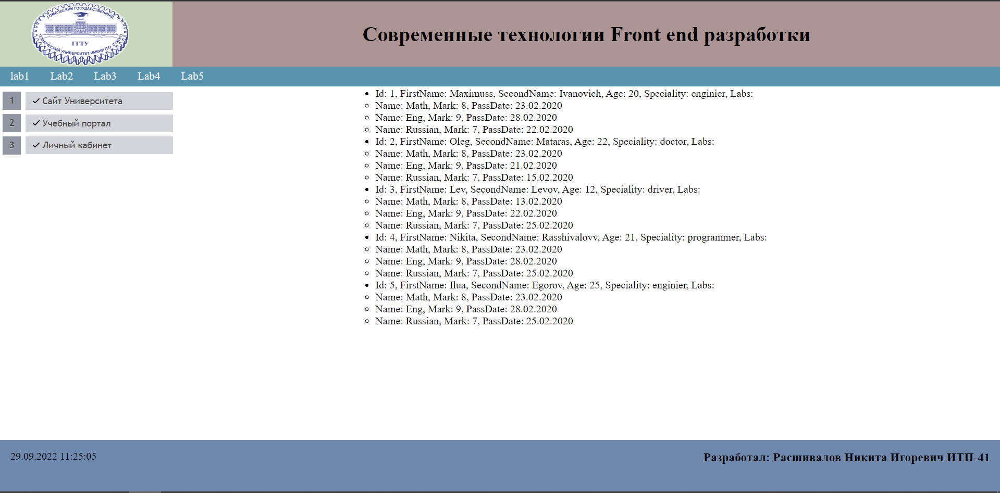 ГОМЕЛЬСКИЙ ГОСУДАРСТВЕННЫЙ
ГГТУ
ТЕХНИЧЕСКИЙ УНИВЕРСИТЕТ ИМЕНИ П.О. СУХОГО
Современные технологии Front end разработки
lab1 Lab2 Lab3 Lab4 Lab5
1 Сайт Университета
2 Учебный портал
3 Личный кабинет
Id: 1, FirstName: Maximuss, SecondName: Ivanovich, Age: 20, Speciality: enginier, Labs:
Name: Math, Mark: 8, PassDate: 23.02.2020
Name: Eng, Mark: 9, PassDate: 28.02.2020
Name: Russian, Mark: 7, PassDate: 22.02.2020
Id: 2, FirstName: Oleg, SecondName: Mataras, Age: 22, Speciality: doctor, Labs:
Name: Math, Mark: 8, PassDate: 23.02.2020
Name: Eng, Mark: 9, PassDate: 21.02.2020
Name: Russian, Mark: 7, PassDate: 15.02.2020
Id: 3, FirstName: Lev, SecondName: Levov, Age: 12, Speciality: driver, Labs:
Name: Math, Mark: 8, PassDate: 13.02.2020
Name: Eng, Mark: 9, PassDate: 22.02.2020
Name: Russian, Mark: 7, PassDate: 25.02.2020
Id: 4, FirstName: Nikita, SecondName: Rasshivalovv, Age: 21, Speciality: programmer, Labs:
Name: Math, Mark: 8, PassDate: 23.02.2020
Name: Eng, Mark: 9, PassDate: 28.02.2020
Name: Russian, Mark: 7, PassDate: 25.02.2020
Id: 5, FirstName: Ilua, SecondName: Egorov, Age: 25, Speciality: enginier, Labs:
Name: Math, Mark: 8, PassDate: 23.02.2020
Name: Eng, Mark: 9, PassDate: 28.02.2020
Name: Russian, Mark: 7, PassDate: 25.02.2020
29.09.2022 11:25:05
Разработал: Расшивалов Никита Игоревич ИТП-41